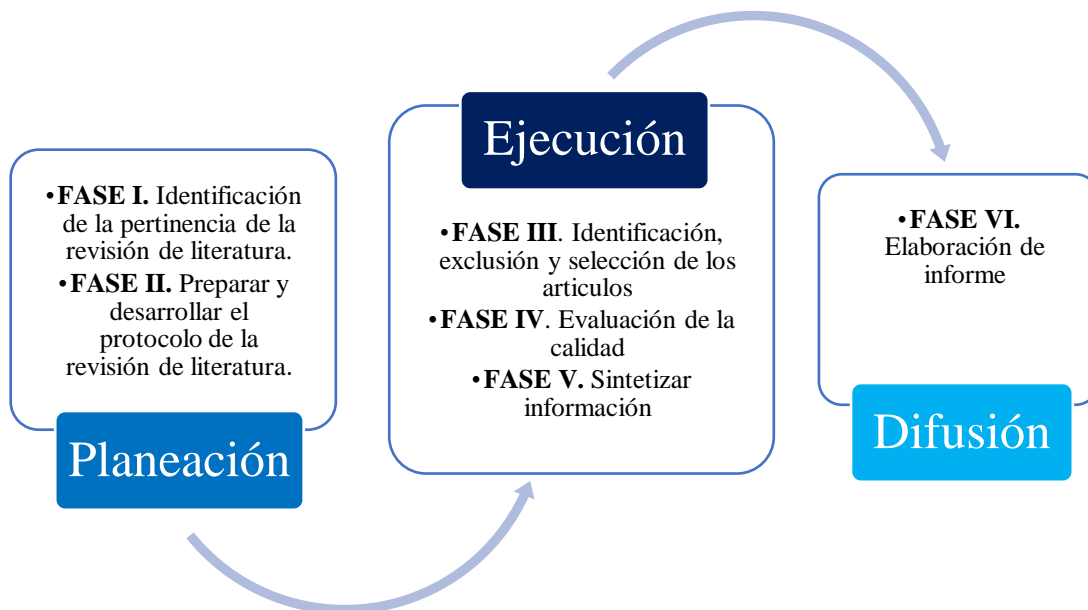 •FASE I. Identificación
de la pertinencia de la
revisión de literatura.
•FASE II. Preparar y
desarrollar el
protocolo de la
revisión de literatura.
Planeación
Ejecución
•FASE III. Identificación,
exclusión y selección de los
articulos
•FASE IV. Evaluación de la
calidad
•FASE V. Sintetizar
información
•FASE VI.
Elaboración de
informe
Difusión